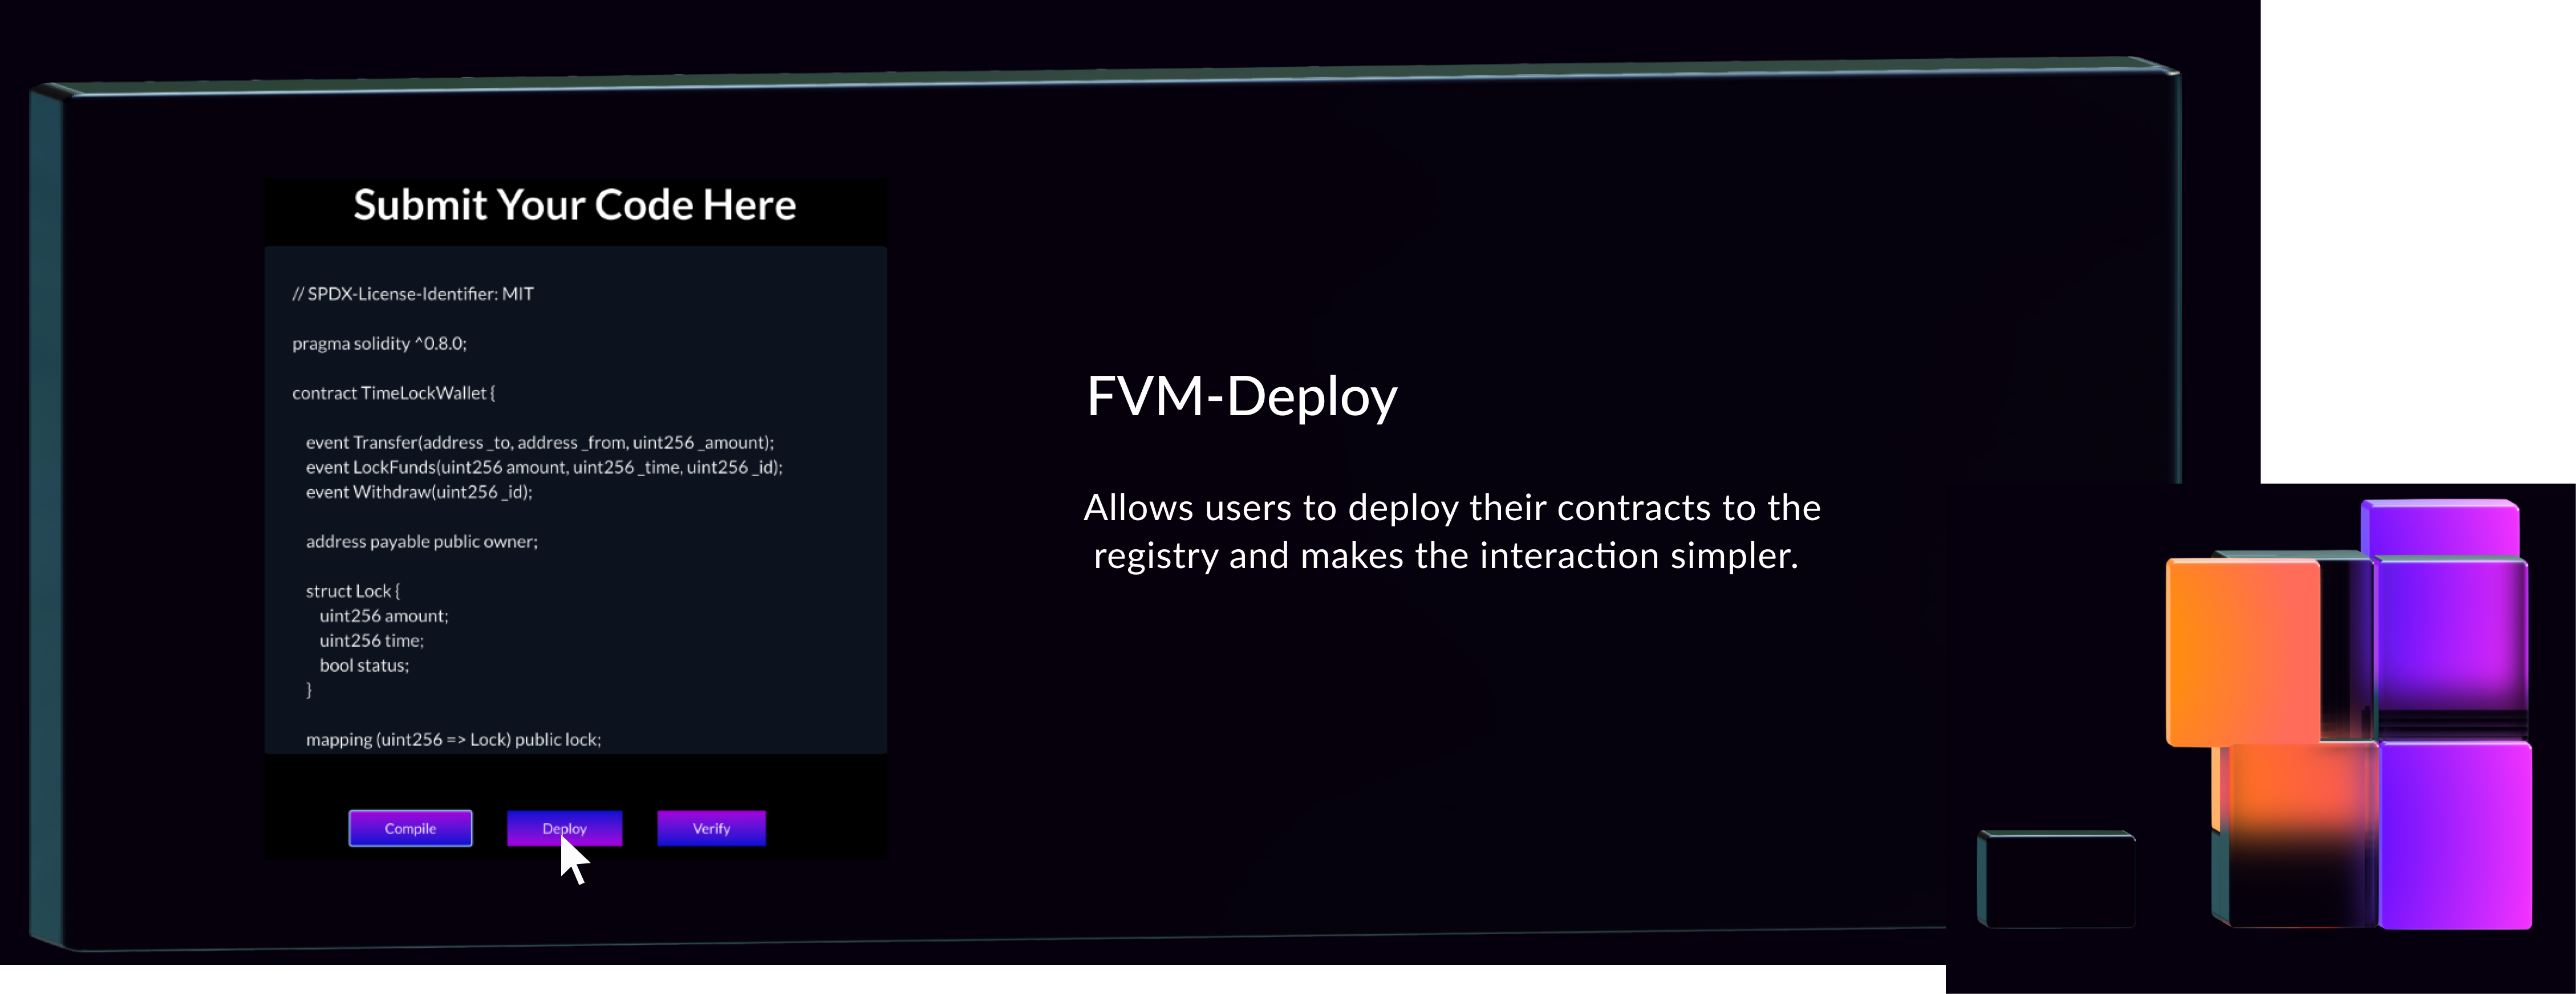 Submit Your Code Here
// SPDX-License-Identifier: MIT
pragma solidity ^0.8.0;
contract TimeLockWallet {
event Transfer(address _to, address _from, uint256 _amount);
event LockFunds(uint256 amount, uint256 _time, uint256 _id);
event Withdraw(uint256 _id);
address payable public owner;
struct Lock {
uint256 amount;
uint256 time;
bool status;
}
mapping (uint256 => Lock) public lock;
Compile Deploy Verify
FVM-Deploy
Allows users to deploy their contracts to the
registry and makes the interaction simpler.